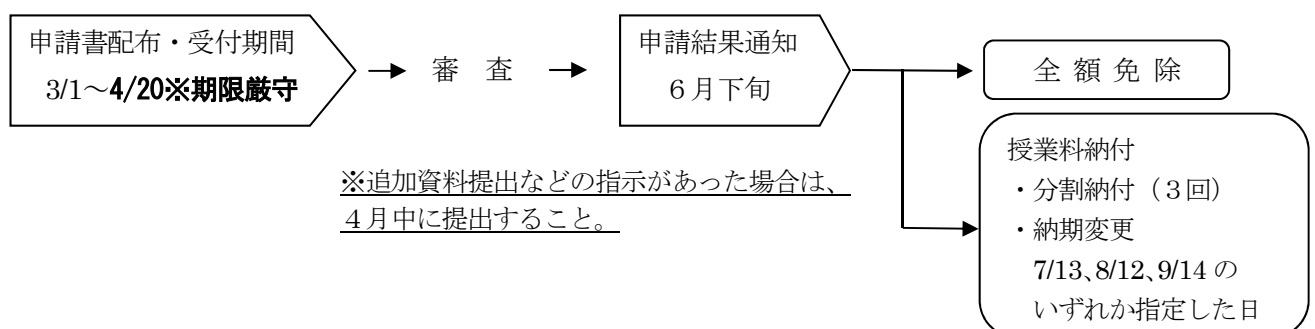 申請書配布・受付期間
3/1～4/20※期限厳守
審　査
申請結果通知
６月下旬
全 額 免 除
※追加資料提出などの指示があった場合は、
４月中に提出すること。
授業料納付
・分割納付（３回）
・納期変更
7/13、8/12、9/14 の
いずれか指定した日